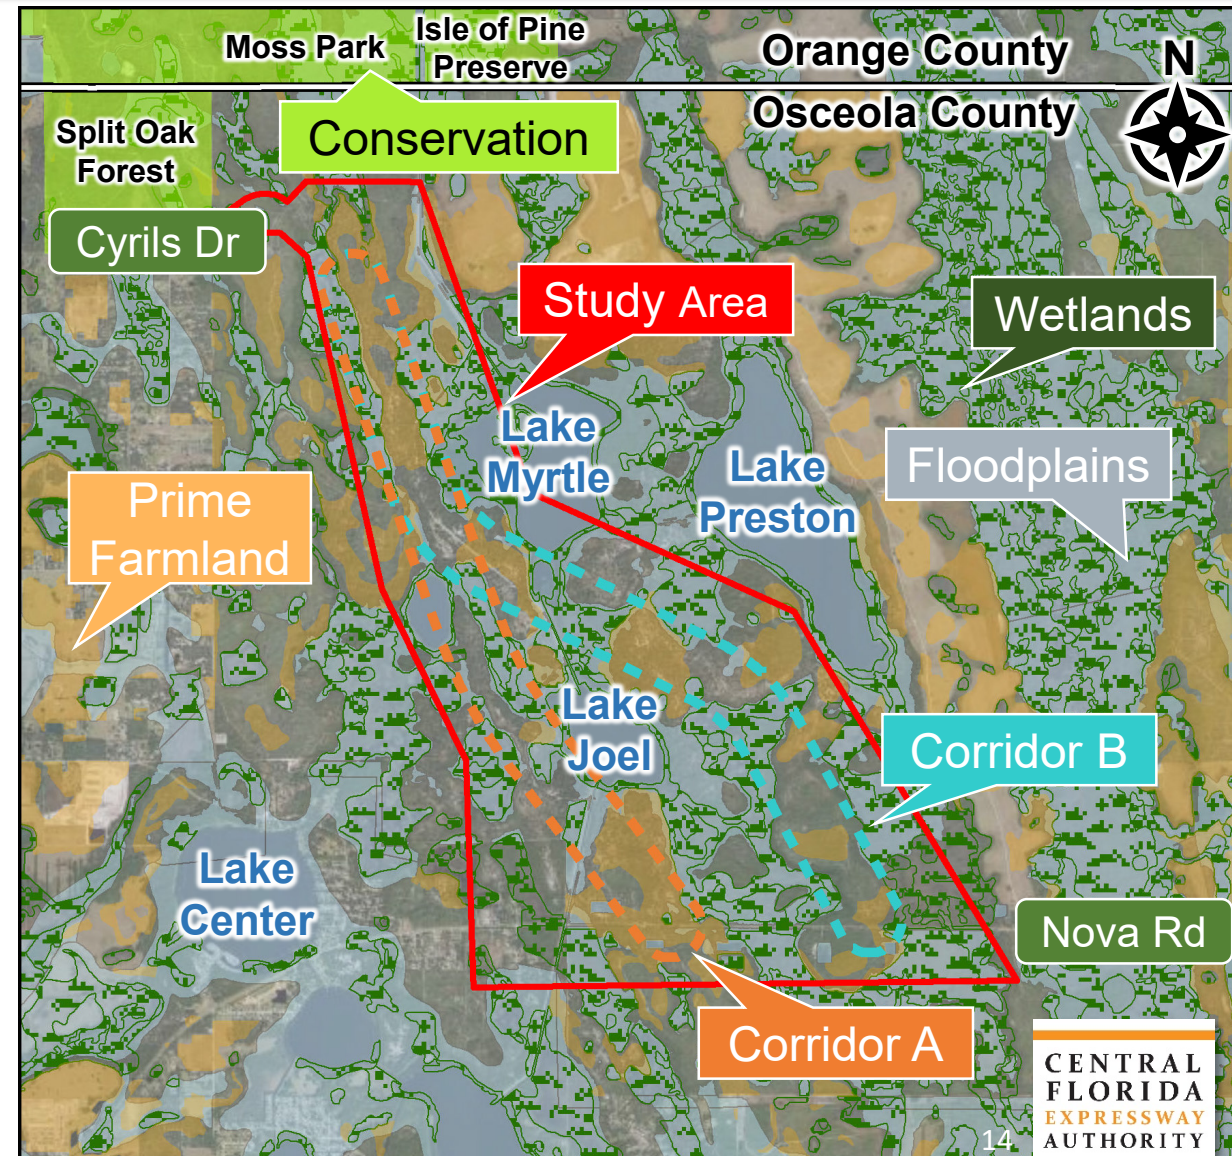 Moss Park
Isle of Pine
Preserve
Orange County
N
Osceola County
Split Oak
Forest
Conservation
Cyrils Dr
Study Area
Wetlands
Lake
Myrtle
Lake
Preston
Floodplains
Prime
Farmland
Lake
Joel
Corridor B
Lake
Center
Nova Rd
Corridor A
CENTRAL
FLORIDA
EXPRESSWAY
AUTHORITY
14